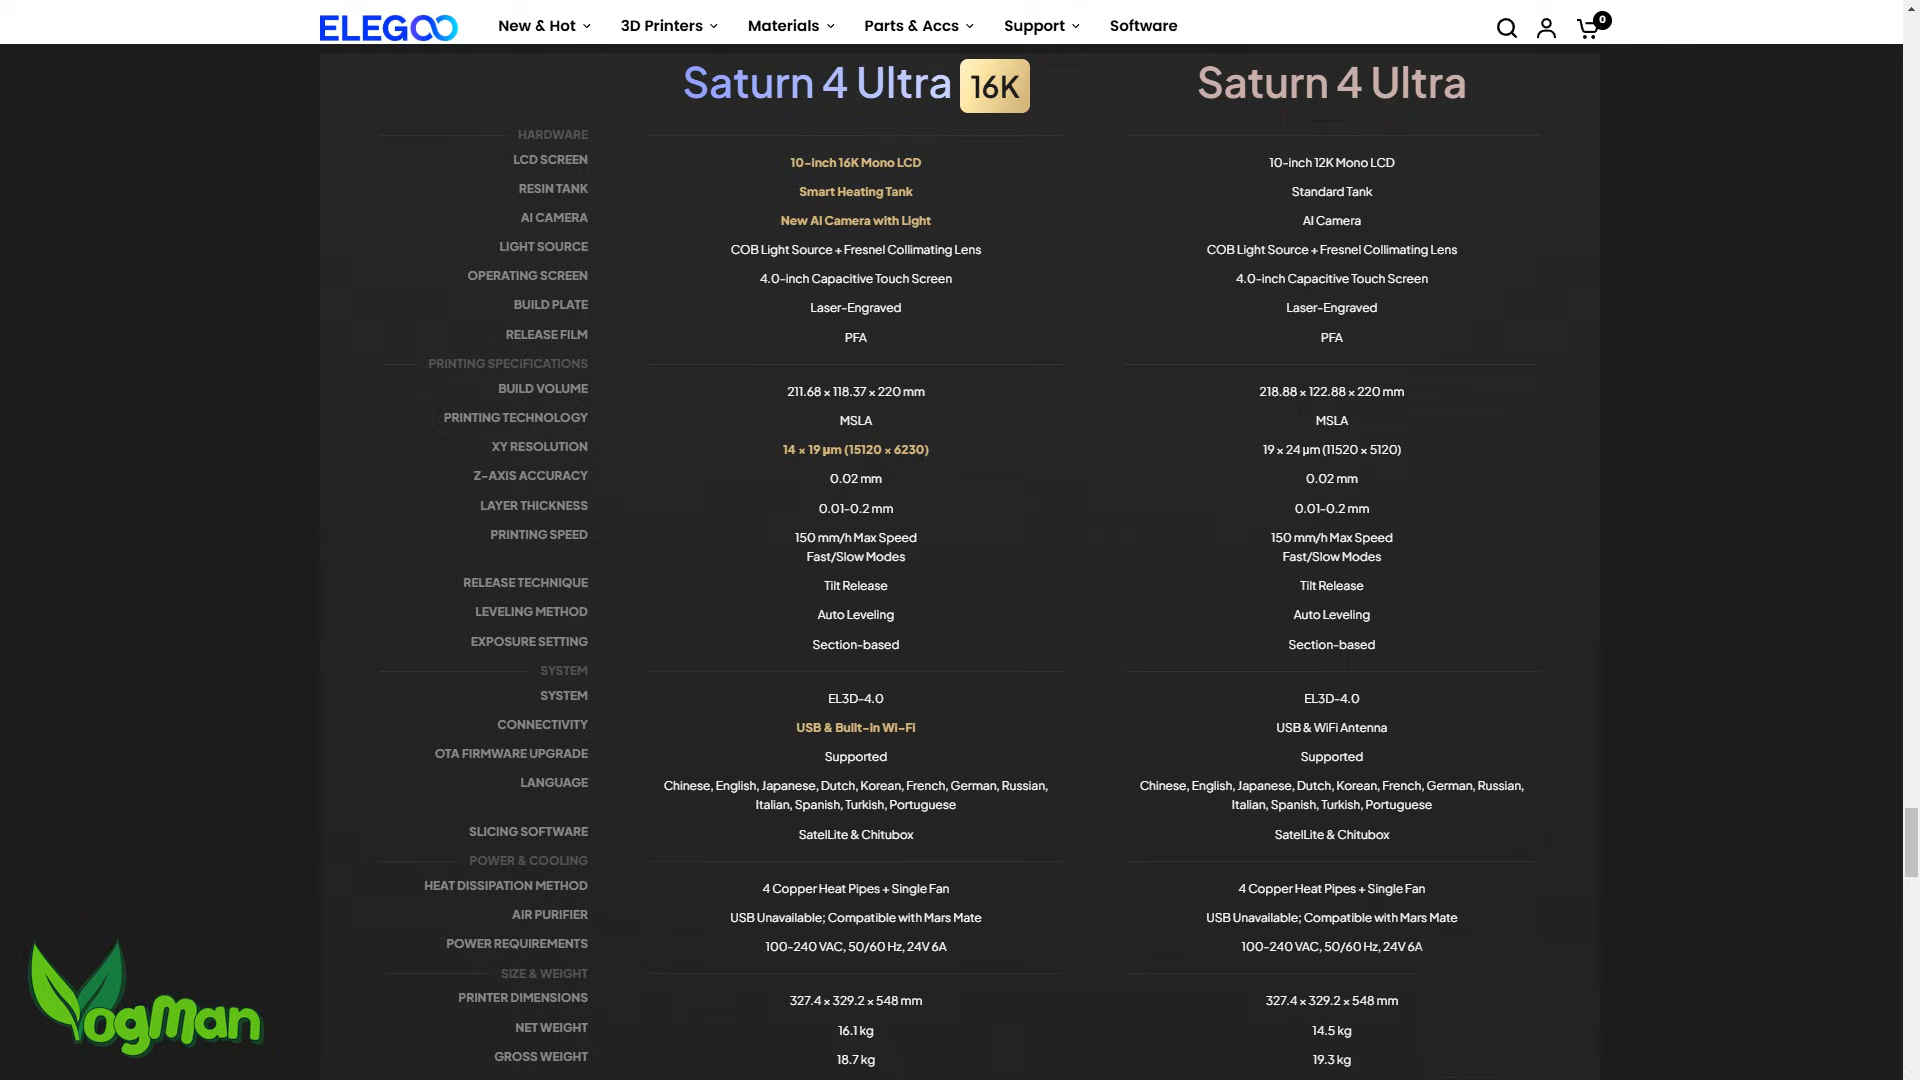 ELEGOO New & Hot 3D Printers Materials Parts & Accs Support Software 0
Saturn 4 Ultra 16K Saturn 4 Ultra
HARDWARE
LCD SCREEN 10-inch 16K Mono LCD 10-inch 12K Mono LCD
RESIN TANK Smart Heating Tank Standard Tank
AI CAMERA New AI Camera with Light AI Camera
LIGHT SOURCE COB Light Source + Fresnel Collimating Lens COB Light Source + Fresnel Collimating Lens
OPERATING SCREEN 4.0-inch Capacitive Touch Screen 4.0-inch Capacitive Touch Screen
BUILD PLATE Laser-Engraved Laser-Engraved
RELEASE FILM PFA PFA
PRINTING SPECIFICATIONS
BUILD VOLUME 211.68 × 118.37 × 220 mm 218.88 × 122.88 × 220 mm
PRINTING TECHNOLOGY MSLA MSLA
XY RESOLUTION 14 × 19 μm (15120 × 6230) 19 × 24 μm (11520 × 5120)
Z-AXIS ACCURACY 0.02 mm 0.02 mm
LAYER THICKNESS 0.01-0.2 mm 0.01-0.2 mm
PRINTING SPEED 150 mm/h Max Speed 150 mm/h Max Speed
Fast/Slow Modes Fast/Slow Modes
RELEASE TECHNIQUE Tilt Release Tilt Release
LEVELING METHOD Auto Leveling Auto Leveling
EXPOSURE SETTING Section-based Section-based
SYSTEM
SYSTEM EL3D-4.0 EL3D-4.0
CONNECTIVITY USB & Built-in Wi-Fi USB & WiFi Antenna
OTA FIRMWARE UPGRADE Supported Supported
LANGUAGE Chinese, English, Japanese, Dutch, Korean, French, German, Russian, Chinese, English, Japanese, Dutch, Korean, French, German, Russian,
Italian, Spanish, Turkish, Portuguese Italian, Spanish, Turkish, Portuguese
SLICING SOFTWARE SatelLite & Chitubox SatelLite & Chitubox
POWER & COOLING
HEAT DISSIPATION METHOD 4 Copper Heat Pipes + Single Fan 4 Copper Heat Pipes + Single Fan
AIR PURIFIER USB Unavailable; Compatible with Mars Mate USB Unavailable; Compatible with Mars Mate
POWER REQUIREMENTS 100-240 VAC, 50/60 Hz, 24V 6A 100-240 VAC, 50/60 Hz, 24V 6A
SIZE & WEIGHT
PRINTER DIMENSIONS 327.4 × 329.2 × 548 mm 327.4 × 329.2 × 548 mm
NET WEIGHT 16.1 kg 14.5 kg
GROSS WEIGHT 18.7 kg 19.3 kg
VogMan